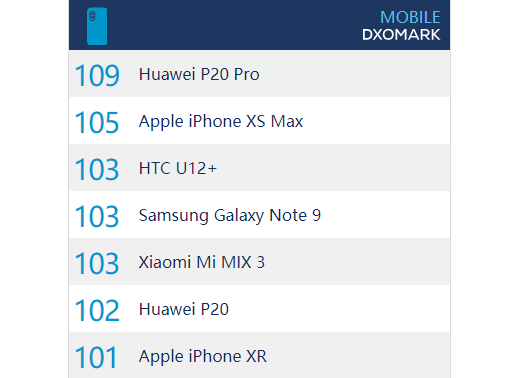 MOBILE
DXOMARK
109 Huawei P20 Pro
105 Apple iPhone XS Max
103 HTC U12+
103 Samsung Galaxy Note 9
103 Xiaomi Mi MIX 3
102 Huawei P20
101 Apple iPhone XR